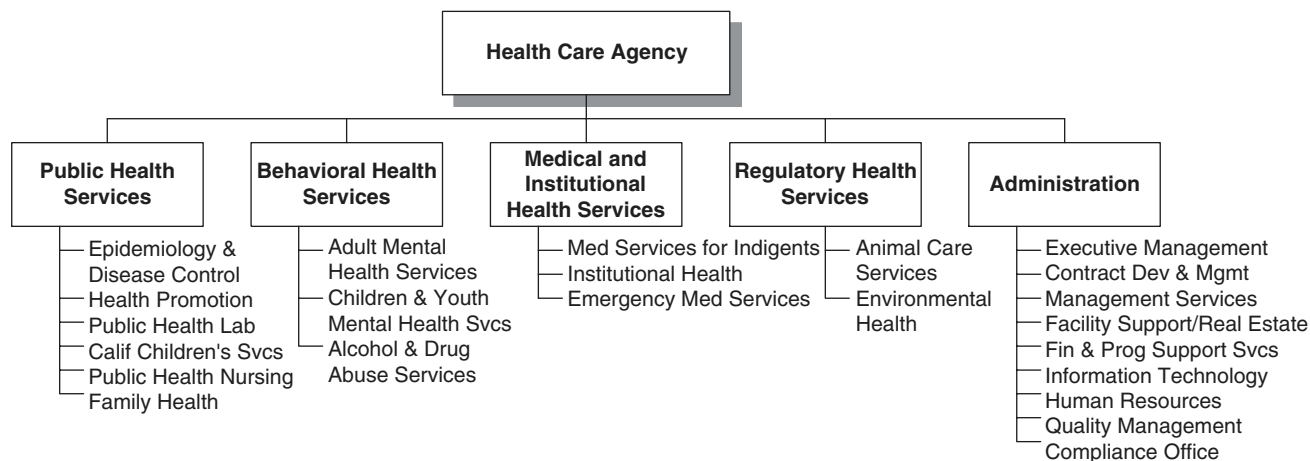 Health Care Agency
Public Health
Services
Epidemiology &
Disease Control
Health Promotion
Public Health Lab
Calif Children's Svcs
Public Health Nursing
Family Health
Behavioral Health
Services
Adult Mental
Health Services
Children & Youth
Mental Health Svcs
Alcohol & Drug
Abuse Services
Medical and
Institutional
Health Services
Med Services for Indigents
Institutional Health
Emergency Med Services
Regulatory Health
Services
Animal Care
Services
Environmental
Health
Administration
Executive Management
Contract Dev & Mgmt
Management Services
Facility Support/Real Estate
Fin & Prog Support Svcs
Information Technology
Human Resources
Quality Management
Compliance Office